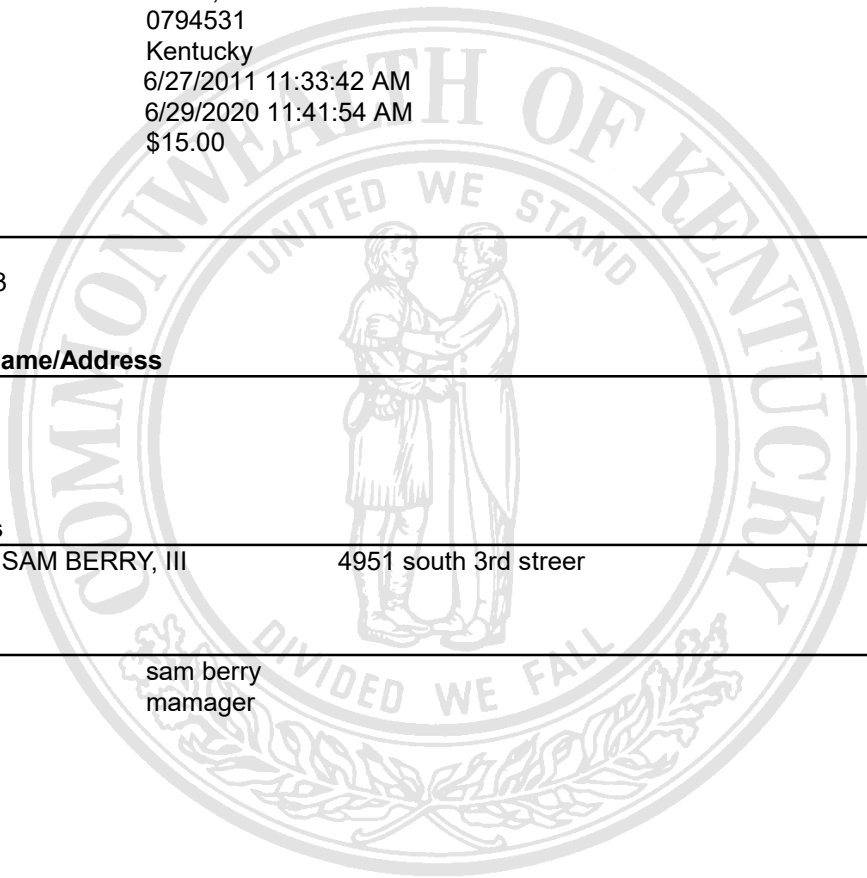 0794531
Kentucky
6/27/2011 11:33:42 AM
6/29/2020 11:41:54 AM
$15.00
COMMONWEALTH OF KENTUCKY
UNITED WE STAND
ame/Address
SAM BERRY, III 4951 south 3rd streer
DIVIDED WE FALL
sam berry
mamager